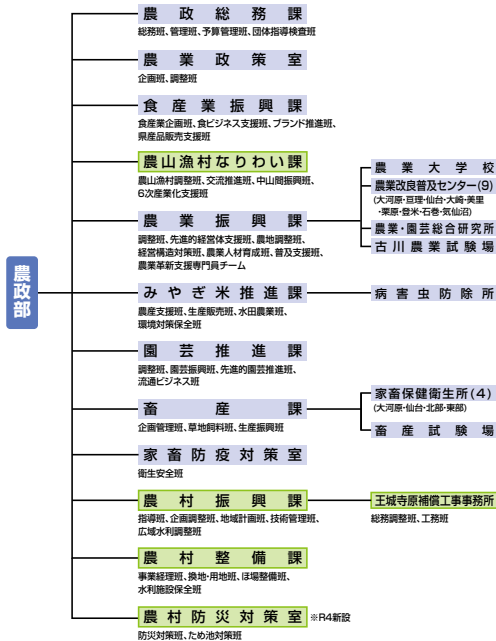 農政部
農政総務課
総務班、管理班、予算管理班、団体指導検査班
農業政策室
企画班、調整班
食産業振興課
食産業企画班、食ビジネス支援班、ブランド推進班、
県産品販売支援班
農山漁村なりわい課
農山漁村調整班、交流推進班、中山間振興班、
6次産業化支援班
農業振興課
調整班、先進的経営体支援班、農地調整班、
経営構造対策班、農業人材育成班、普及支援班、
農業革新支援専門員チーム
農業大学校
農業改良普及センター(9)
(大河原・亘理・仙台・大崎・美里
・栗原・登米・石巻・気仙沼)
農業・園芸総合研究所
古川農業試験場
みやぎ米推進課
農産支援班、生産販売班、水田農業班、
環境対策保全班
病害虫防除所
園芸推進課
調整班、園芸振興班、先進的園芸推進班、
流通ビジネス班
畜産課
企画管理班、草地飼料班、生産振興班
家畜保健衛生所(4)
(大河原・仙台・北部・東部)
畜産試験場
家畜防疫対策室
衛生安全班
農村振興課
指導班、企画調整班、地域計画班、技術管理班、
広域水利調整班
王城寺原補償工事事務所
総務調整班、工務班
農村整備課
事業経理班、換地・用地班、ほ場整備班、
水利施設保全班
農村防災対策室 ※R4新設
防災対策班、ため池対策班